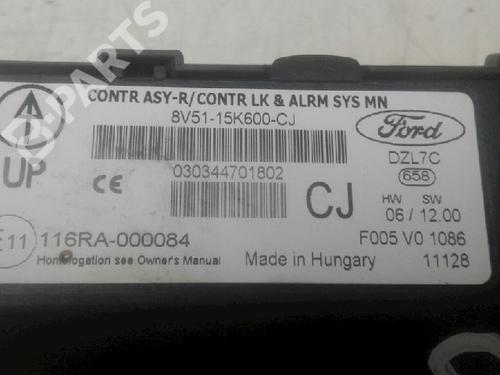 CONTR ASY-R/CONTR LK & ALRM SYS MN
8V51-15K600-CJ
Ford
DZL7C
658
030344701802
UP
CE
CJ
HW SW
06 / 12.00
E11 116RA-000084
F005 V0 1086
Homologation see Owner's Manual
Made in Hungary
11128
B-PARTS